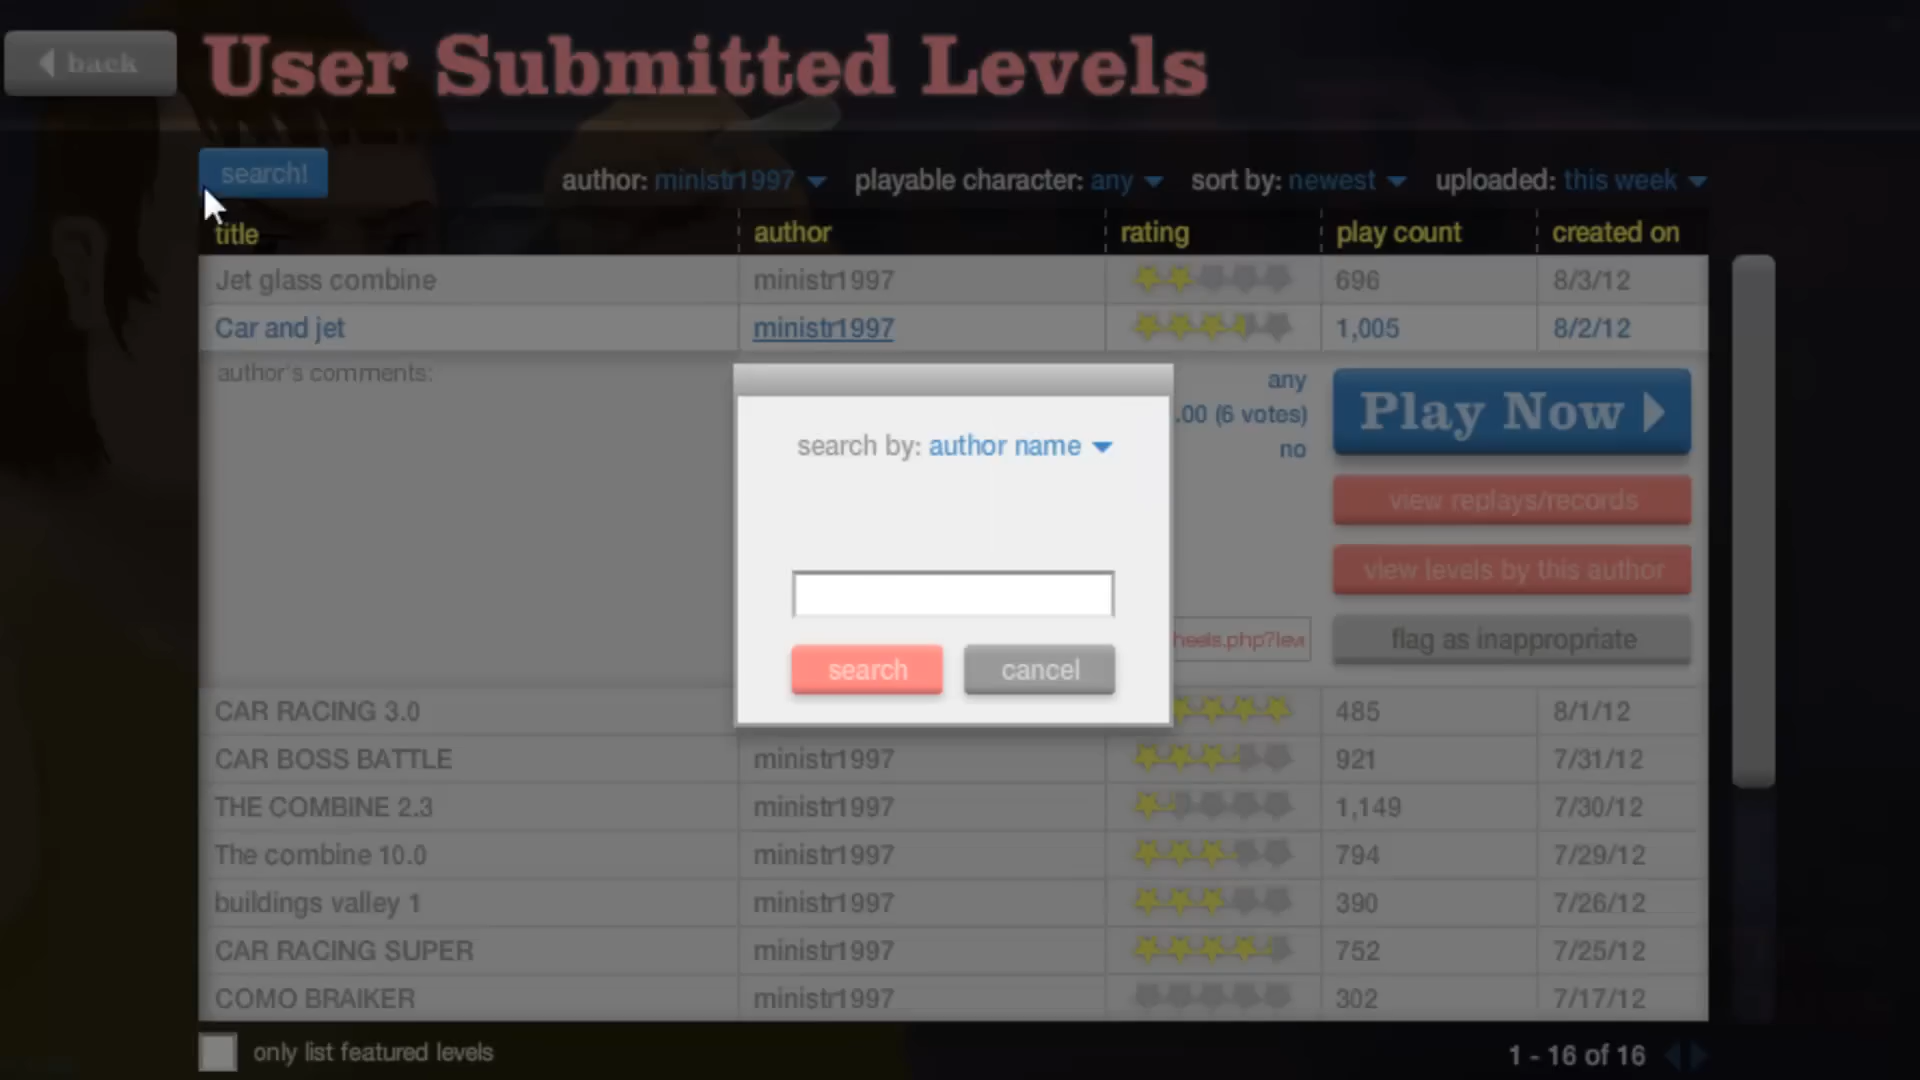 back
User Submitted Levels
search!
author: ministr1997
playable character: any
sort by: newest
uploaded: this week
title author rating play count created on
Jet glass combine ministr1997 696 8/3/12
Car and jet ministr1997 1,005 8/2/12
author's comments:
any
.00 (6 votes)
no
Play Now
view replays/records
view levels by this author
heels.php?lev
flag as inappropriate
search by: author name
search cancel
CAR RACING 3.0 485 8/1/12
CAR BOSS BATTLE ministr1997 921 7/31/12
THE COMBINE 2.3 ministr1997 1,149 7/30/12
The combine 10.0 ministr1997 794 7/29/12
buildings valley 1 ministr1997 390 7/26/12
CAR RACING SUPER ministr1997 752 7/25/12
COMO BRAIKER ministr1997 302 7/17/12
only list featured levels
1 - 16 of 16